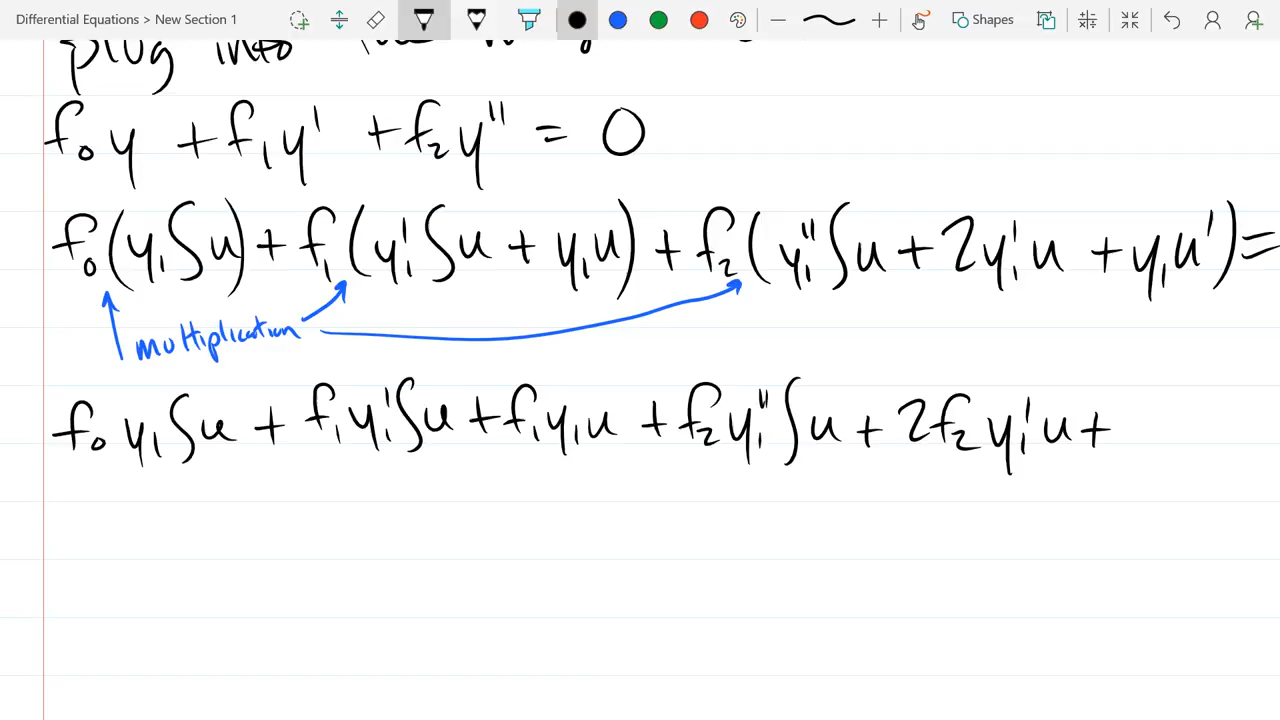 Differential Equations > New Section 1
Shapes
plug into
f₀y + f₁y' + f₂y'' = 0
f₀(y₁∫u) + f₁(y₁'∫u + y₁u) + f₂(y₁''∫u + 2y₁'u + y₁u') =
multiplication
f₀y₁∫u + f₁y₁'∫u + f₁y₁u + f₂y₁''∫u + 2f₂y₁'u +